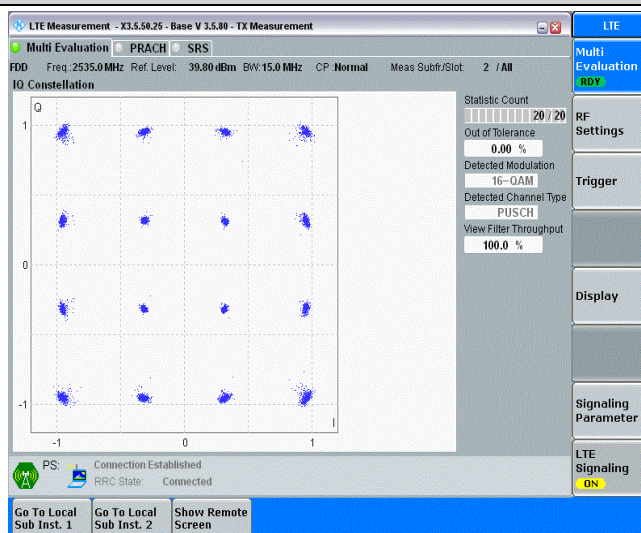 LTE Measurement - X3.5.50.25 - Base V 3.5.80 - TX Measurement
LTE
Multi Evaluation PRACH SRS
FDD Freq.:2535.0 MHz Ref. Level: 39.80 dBm BW:15.0 MHz CP :Normal Meas Subfr/Slot: 2 / All
IQ Constellation
Q
1
0
-1
-1 0 1
I
Statistic Count
20 / 20
Out of Tolerance
0.00 %
Detected Modulation
16-QAM
Detected Channel Type
PUSCH
View Filter Throughput
100.0 %
Multi
Evaluation
RDY
RF
Settings
Trigger
Display
Signaling
Parameter
LTE
Signaling
ON
PS: Connection Established
RRC State: Connected
Go To Local
Sub Inst. 1
Go To Local
Sub Inst. 2
Show Remote
Screen